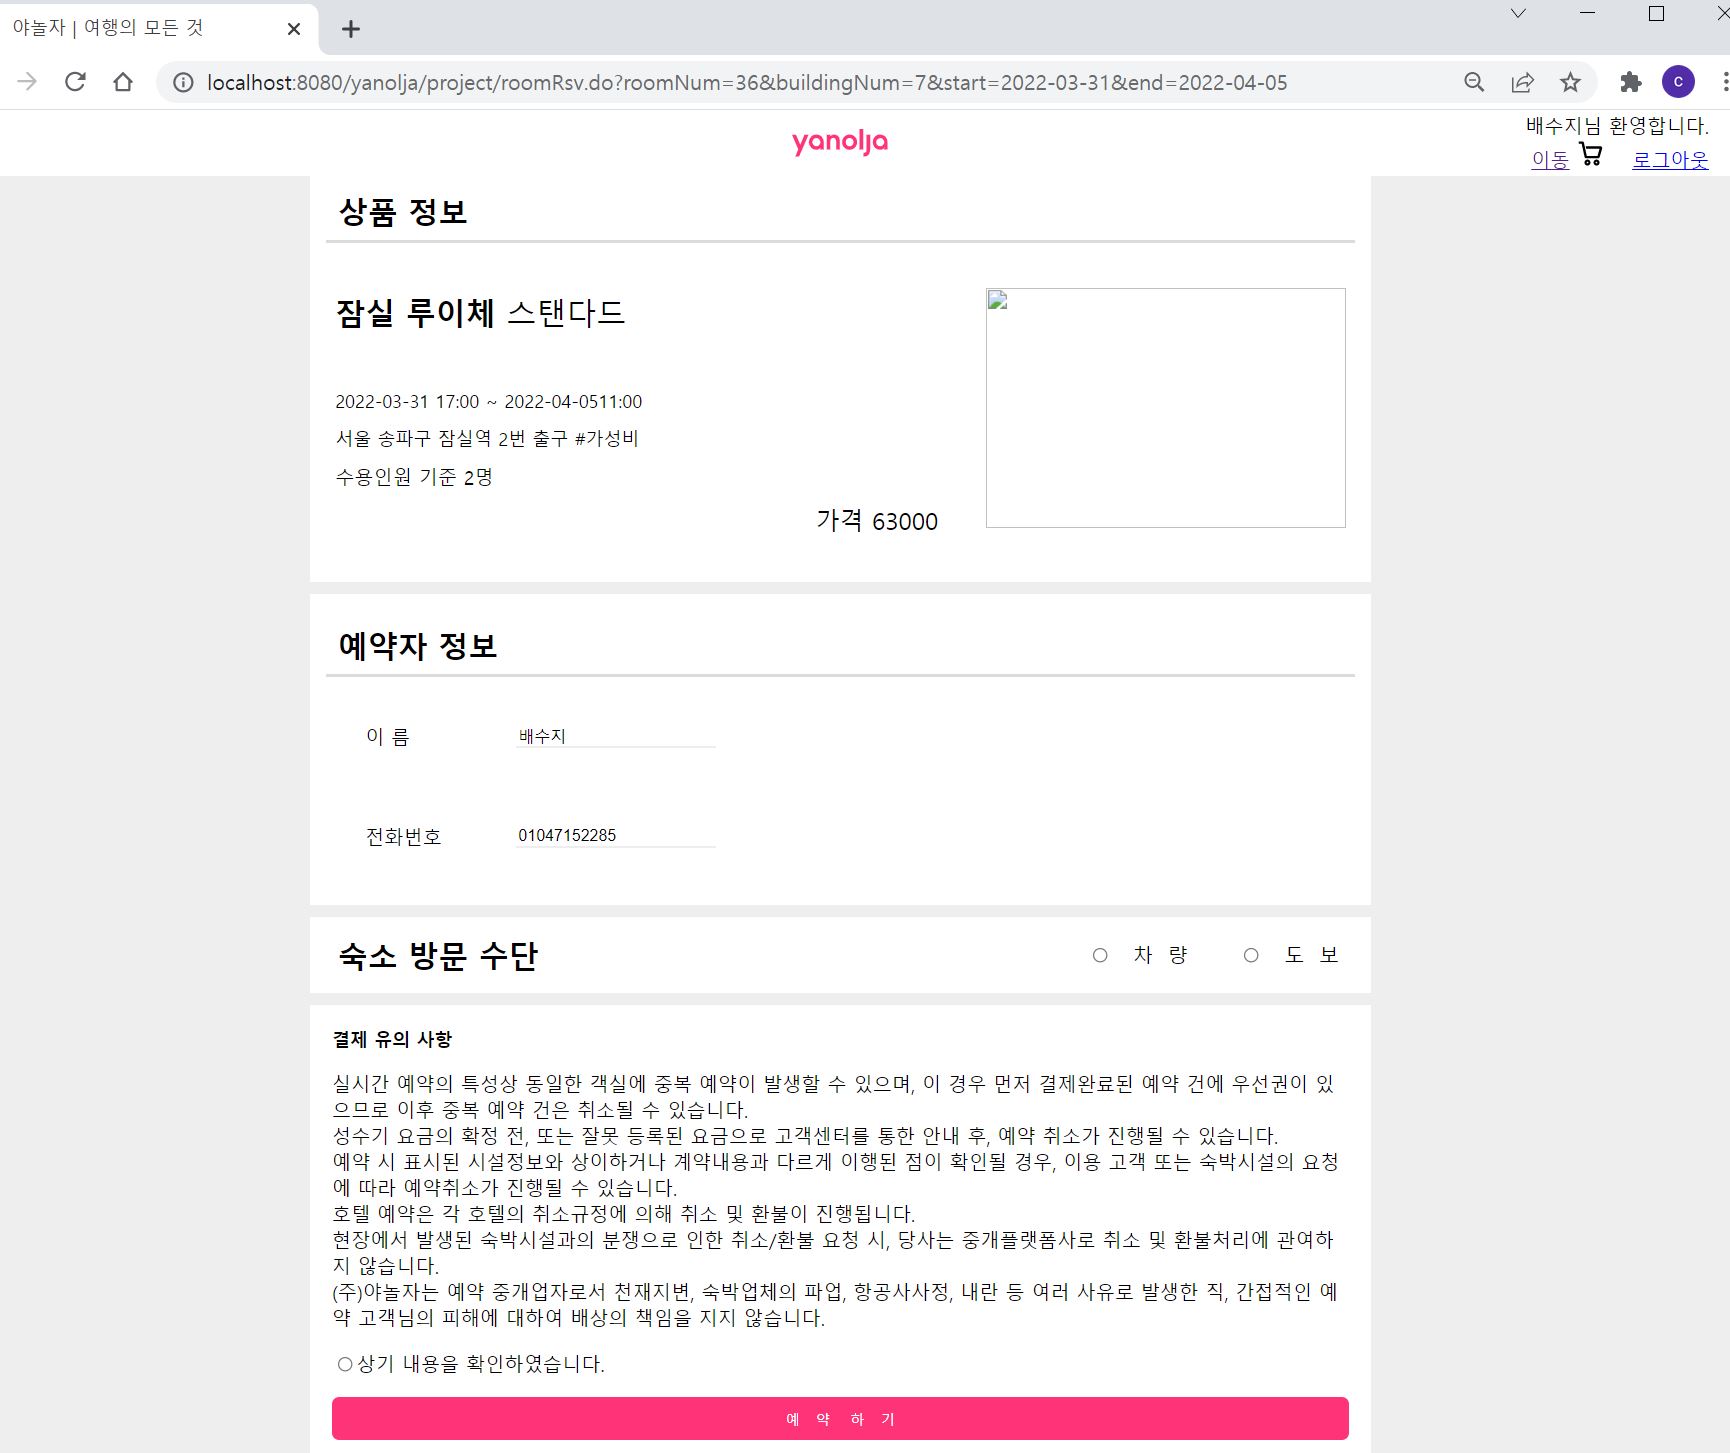 야놀자 | 여행의 모든 것
localhost:8080/yanolja/project/roomRsv.do?roomNum=36&buildingNum=7&start=2022-03-31&end=2022-04-05
C
yanolja
배수지님 환영합니다.
이동 로그아웃
상품 정보
잠실 루이체 스탠다드
2022-03-31 17:00 ~ 2022-04-0511:00
서울 송파구 잠실역 2번 출구 #가성비
수용인원 기준 2명
가격 63000
예약자 정보
이 름 배수지
전화번호 01047152285
숙소 방문 수단 차 량 도 보
결제 유의 사항
실시간 예약의 특성상 동일한 객실에 중복 예약이 발생할 수 있으며, 이 경우 먼저 결제완료된 예약 건에 우선권이 있
으므로 이후 중복 예약 건은 취소될 수 있습니다.
성수기 요금의 확정 전, 또는 잘못 등록된 요금으로 고객센터를 통한 안내 후, 예약 취소가 진행될 수 있습니다.
예약 시 표시된 시설정보와 상이하거나 계약내용과 다르게 이행된 점이 확인될 경우, 이용 고객 또는 숙박시설의 요청
에 따라 예약취소가 진행될 수 있습니다.
호텔 예약은 각 호텔의 취소규정에 의해 취소 및 환불이 진행됩니다.
현장에서 발생된 숙박시설과의 분쟁으로 인한 취소/환불 요청 시, 당사는 중개플랫폼사로 취소 및 환불처리에 관여하
지 않습니다.
(주)야놀자는 예약 중개업자로서 천재지변, 숙박업체의 파업, 항공사사정, 내란 등 여러 사유로 발생한 직, 간접적인 예
약 고객님의 피해에 대하여 배상의 책임을 지지 않습니다.
상기 내용을 확인하였습니다.
예 약 하 기